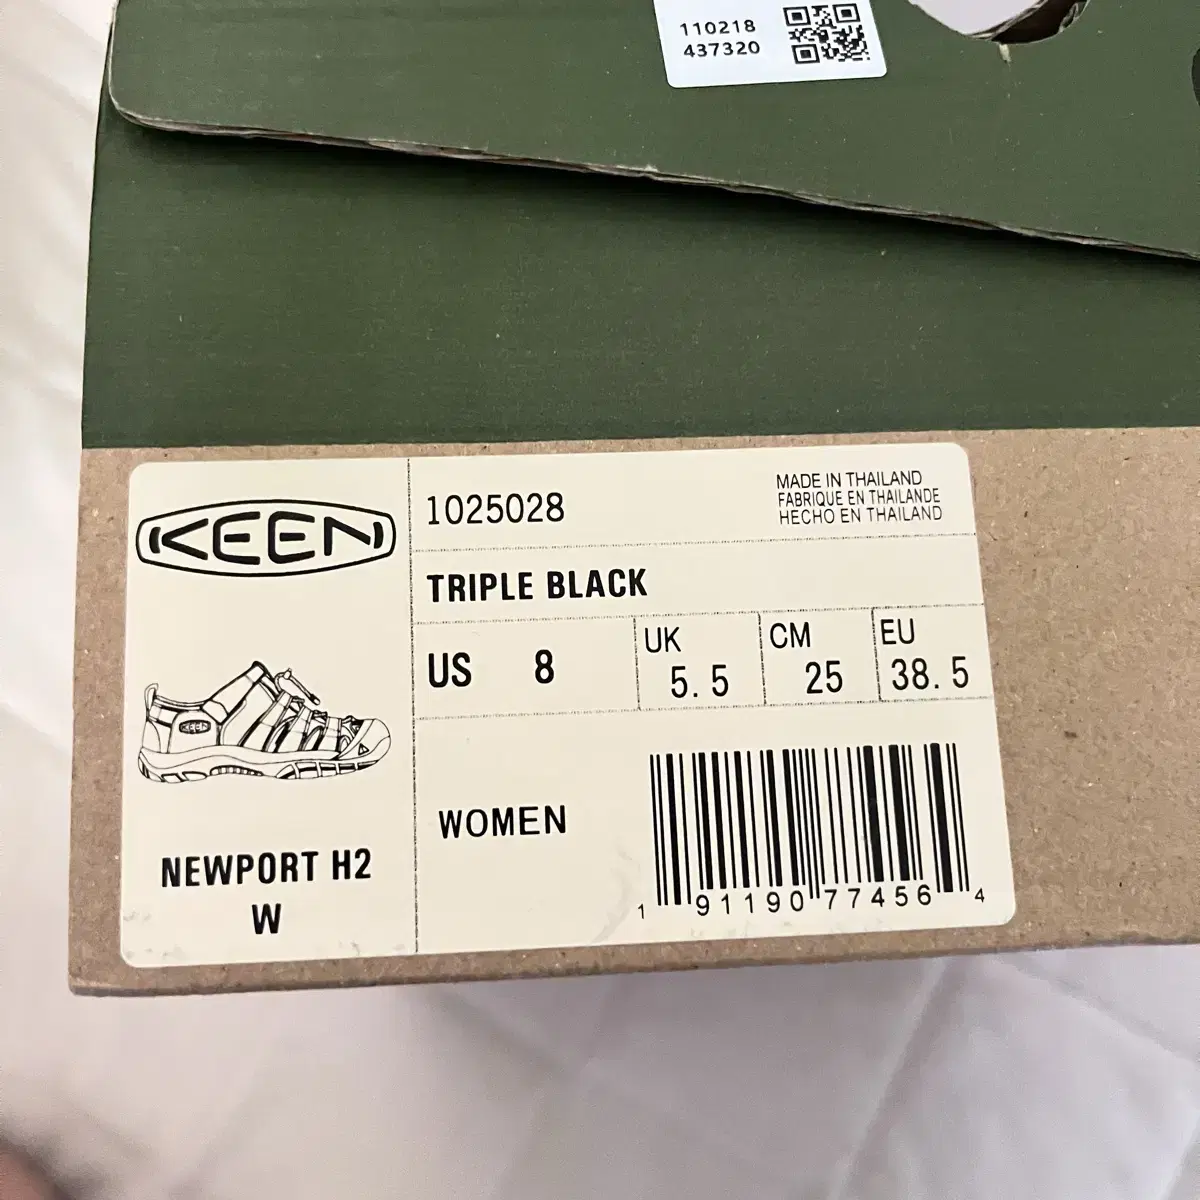 110218
437320
KEEN
1025028
MADE IN THAILAND
FABRIQUE EN THAILANDE
HECHO EN THAILAND
TRIPLE BLACK
US 8
UK 5.5
CM 25
EU 38.5
KEEN
NEWPORT H2
W
WOMEN
1 91190 77456 4